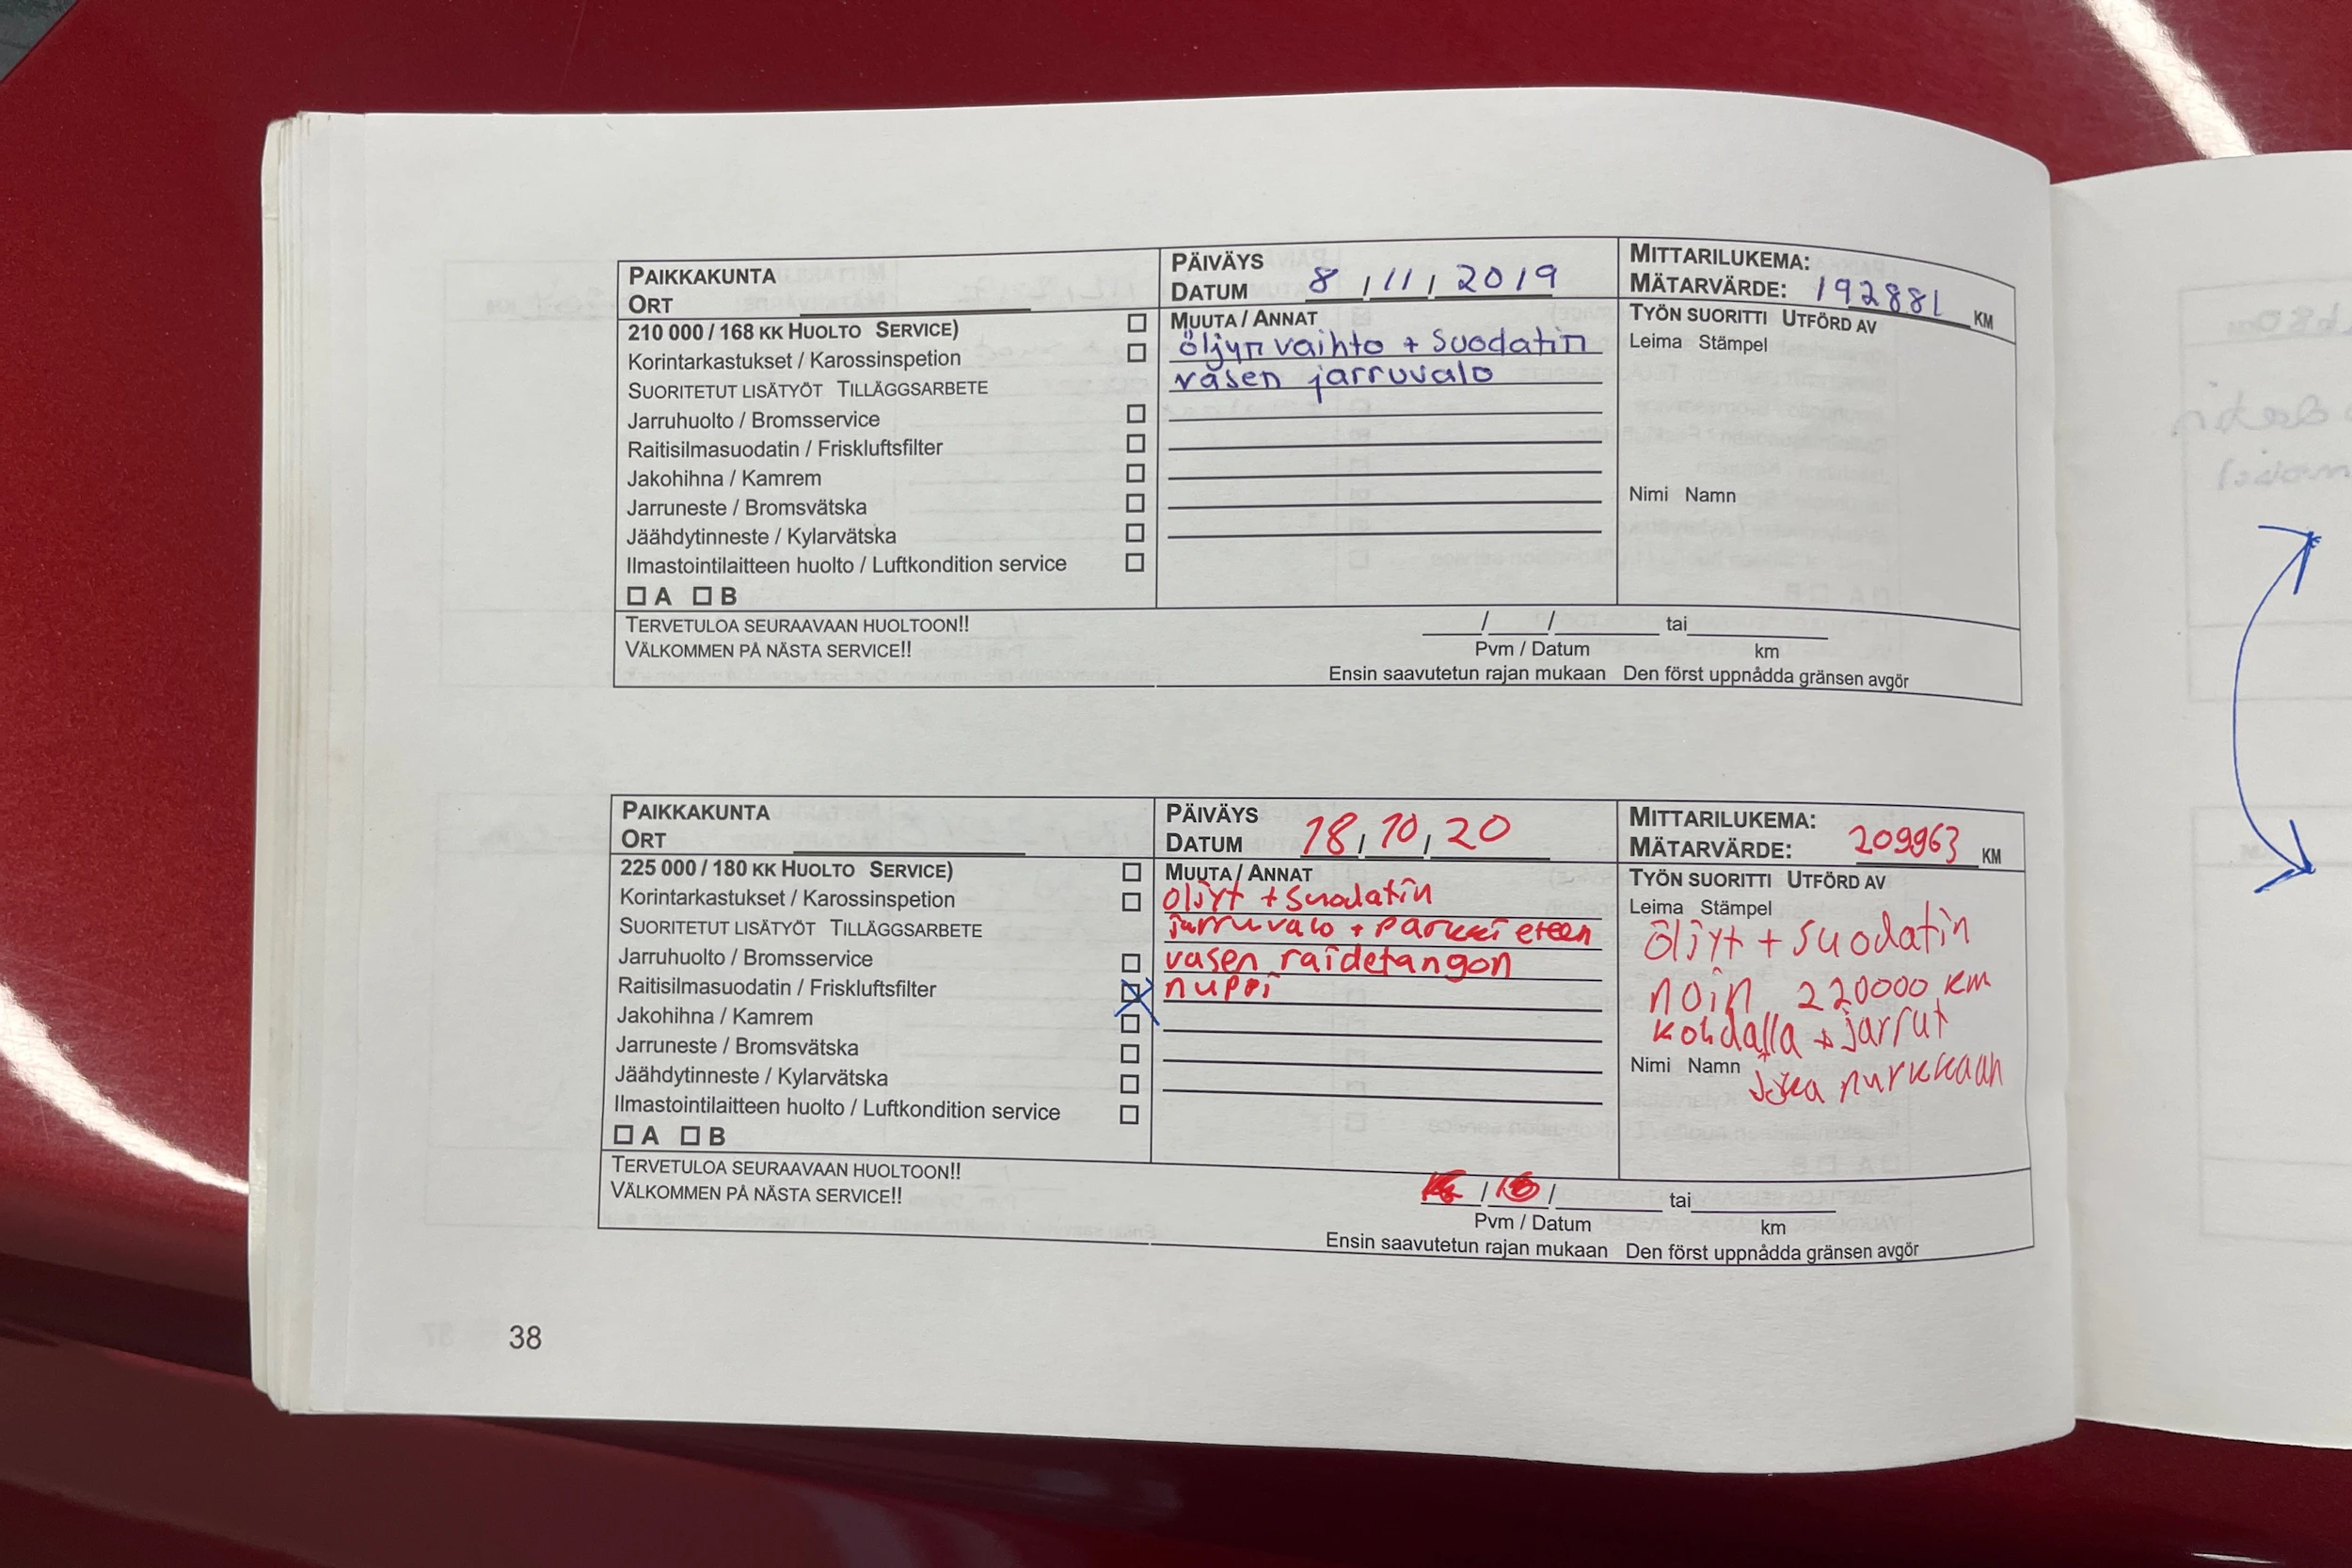 PAIKKAKUNTA
ORT
PÄIVÄYS
DATUM 8 / 11 / 2019
MITTARILUKEMA:
MÄTARVÄRDE: 192881 KM
210 000 / 168 KK HUOLTO SERVICE)
Korintarkastukset / Karossinspetion
SUORITETUT LISÄTYÖT TILLÄGGSARBETE
Jarruhuolto / Bromsservice
Raitisilmasuodatin / Friskluftsfilter
Jakohihna / Kamrem
Jarruneste / Bromsvätska
Jäähdytinneste / Kylarvätska
Ilmastointilaitteen huolto / Luftkondition service
A B
MUUTA / ANNAT
öljyn vaihto + Suodatin
vasen jarruvalo
TYÖN SUORITTI UTFÖRD AV
Leima Stämpel
Nimi Namn
TERVETULOA SEURAAVAAN HUOLTOON!!
VÄLKOMMEN PÅ NÄSTA SERVICE!!
/ / tai
Pvm / Datum km
Ensin saavutetun rajan mukaan Den först uppnådda gränsen avgör
PAIKKAKUNTA
ORT
PÄIVÄYS
DATUM 18 / 10 / 20
MITTARILUKEMA:
MÄTARVÄRDE: 209963 KM
225 000 / 180 KK HUOLTO SERVICE)
Korintarkastukset / Karossinspetion
SUORITETUT LISÄTYÖT TILLÄGGSARBETE
Jarruhuolto / Bromsservice
Raitisilmasuodatin / Friskluftsfilter
Jakohihna / Kamrem
Jarruneste / Bromsvätska
Jäähdytinneste / Kylarvätska
Ilmastointilaitteen huolto / Luftkondition service
A B
MUUTA / ANNAT
öljyt + suodatin
jarruvalo + parkki eteen
vasen raidetangon
nuppi
TYÖN SUORITTI UTFÖRD AV
Leima Stämpel
öljyt + suodatin
noin 220000 km
kohdalla + jarrut
Nimi Namn
joka nurkkaan
TERVETULOA SEURAAVAAN HUOLTOON!!
VÄLKOMMEN PÅ NÄSTA SERVICE!!
/ / tai
Pvm / Datum km
Ensin saavutetun rajan mukaan Den först uppnådda gränsen avgör
38